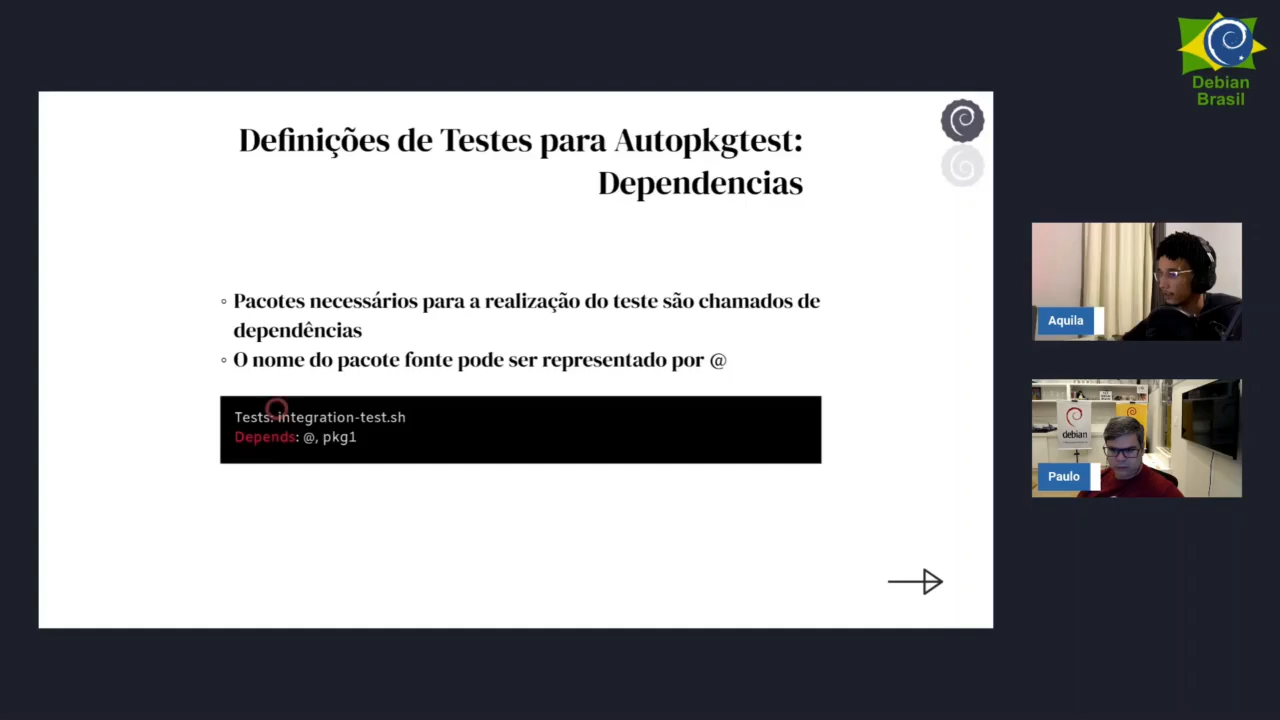 Debian
Brasil
Definições de Testes para Autopkgtest:
Dependencias
◦ Pacotes necessários para a realização do teste são chamados de
dependências
◦ O nome do pacote fonte pode ser representado por @
Tests: integration-test.sh
Depends: @, pkg1
Aquila
debian
Paulo